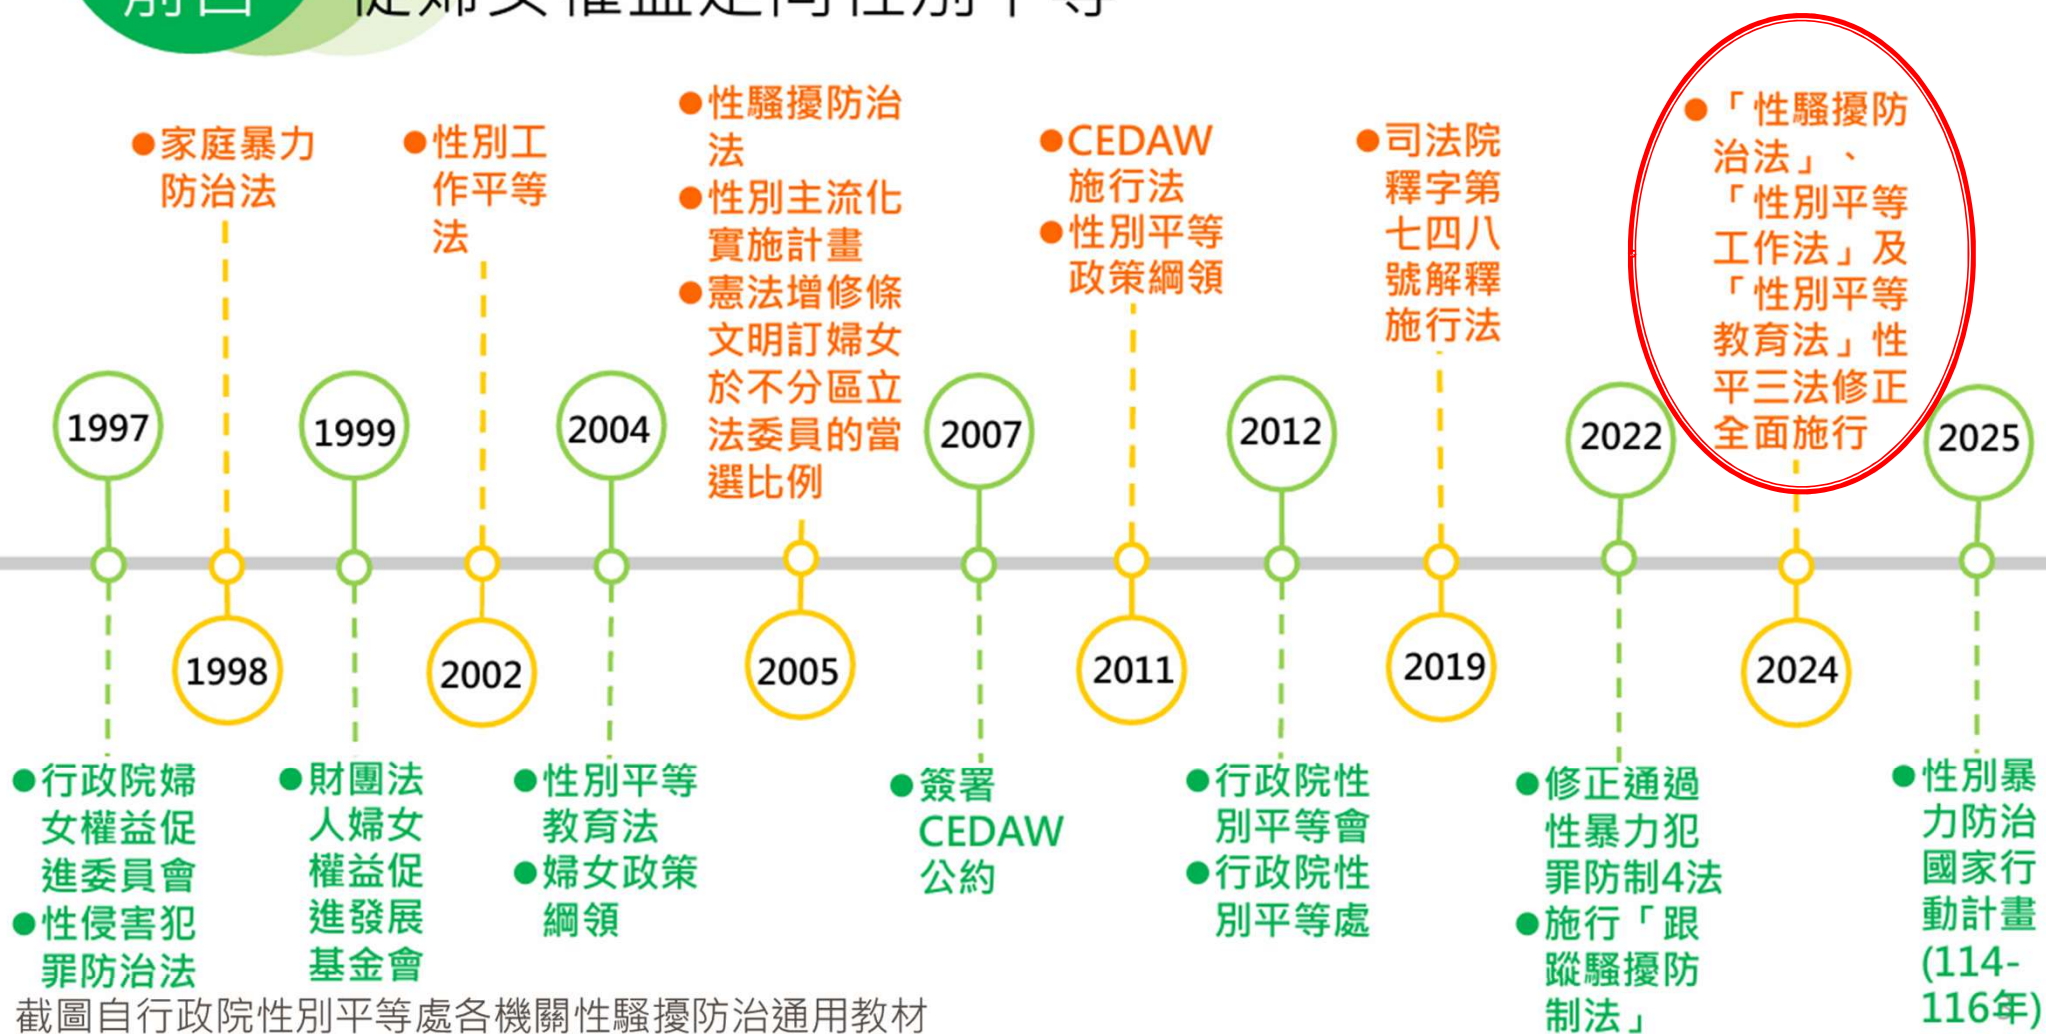 前言
從婦女權益走向性別平等
●家庭暴力
防治法
●性別工
作平等
法
●性騷擾防治
法
●性別主流化
實施計畫
●憲法增修條
文明訂婦女
於不分區立
法委員的當
選比例
●CEDAW
施行法
●性別平等
政策綱領
●司法院
釋字第
七四八
號解釋
施行法
●「性騷擾防
治法」、
「性別平等
工作法」及
「性別平等
教育法」性
平三法修正
全面施行
1997
1999
2004
2007
2012
2022
2025
1998
2002
2005
2011
2019
2024
●行政院婦
女權益促
進委員會
●性侵害犯
罪防治法
●財團法
人婦女
權益促
進發展
基金會
●性別平等
教育法
●婦女政策
綱領
●簽署
CEDAW
公約
●行政院性
別平等會
●行政院性
別平等處
●修正通過
性暴力犯
罪防制4法
●施行「跟
蹤騷擾防
制法」
●性別暴
力防治
國家行
動計畫
(114-
116年)
截圖自行政院性別平等處各機關性騷擾防治通用教材